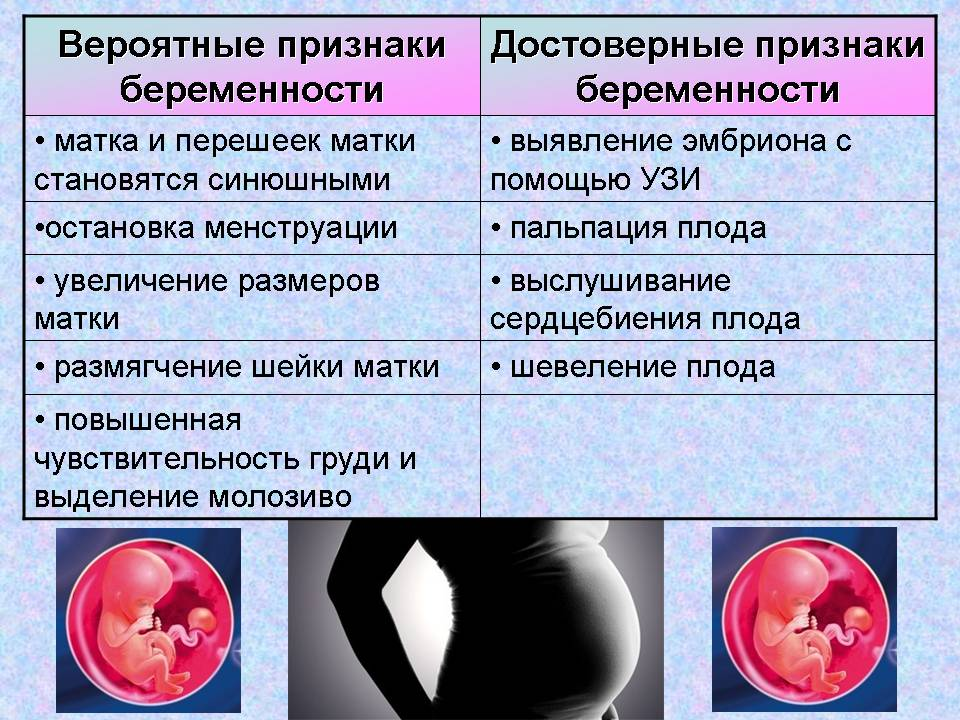 Вероятные признаки
беременности
Достоверные признаки
беременности
• матка и перешеек матки
становятся синюшными
• выявление эмбриона с
помощью УЗИ
•остановка менструации
• пальпация плода
• увеличение размеров
матки
• выслушивание
сердцебиения плода
• размягчение шейки матки
• шевеление плода
• повышенная
чувствительность груди и
выделение молозиво